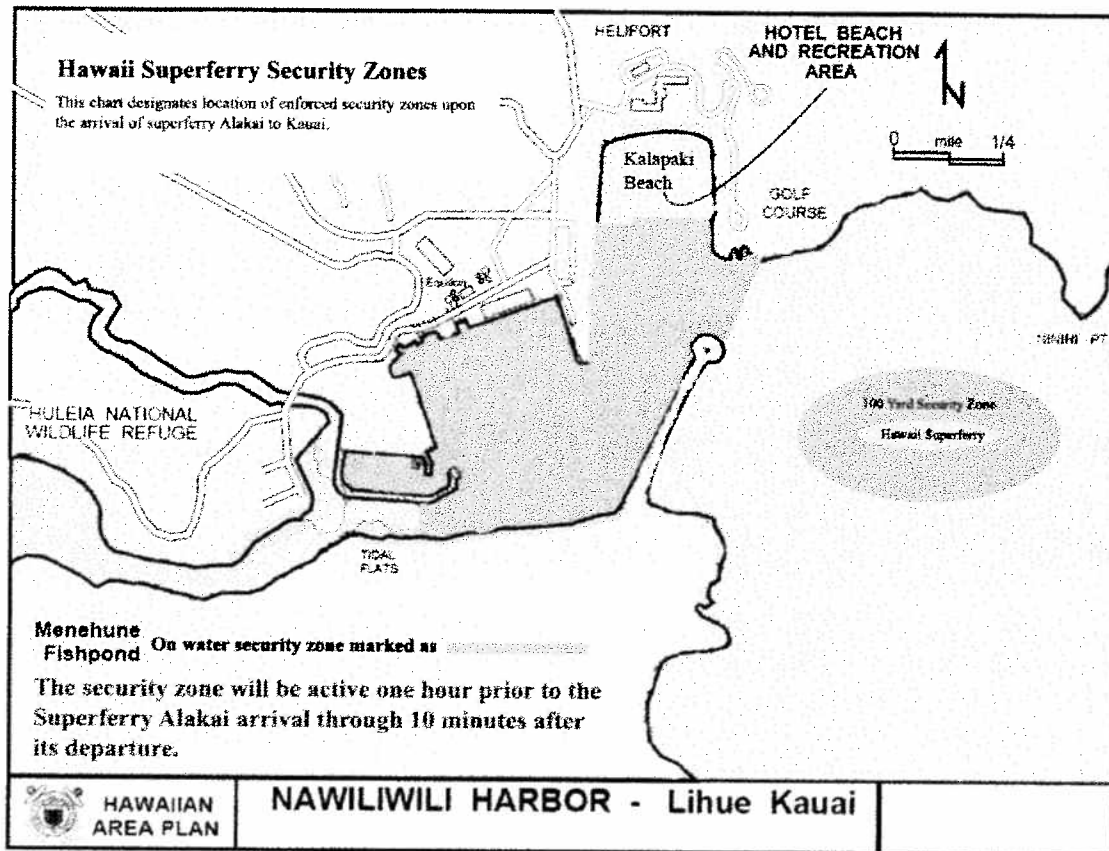 HELIPORT
HOTEL BEACH
AND RECREATION
AREA
N
Hawaii Superferry Security Zones
This chart designates location of enforced security zones upon
the arrival of superferry Alakai to Kauai.
0 mile 1/4
Kalapaki
Beach
GOLF
COURSE
NINIHI PT
HULEIA NATIONAL
WILDLIFE REFUGE
100 Yard Security Zone
Hawaii Superferry
TIDAL
FLATS
Menehune
Fishpond
On water security zone marked as
The security zone will be active one hour prior to the
Superferry Alakai arrival through 10 minutes after
its departure.
HAWAIIAN
AREA PLAN
NAWILIWILI HARBOR - Lihue Kauai